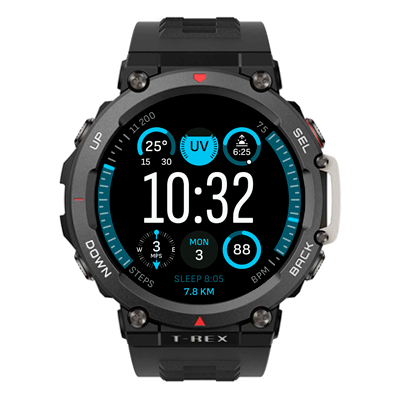 UP
SEL
11 200
75
25°
15 30
UV
6:25
10:32
W E
3
MPS
MON
3
88
SLEEP 8:05
7.8 KM
STEPS
BPM
DOWN
BACK
T-REX